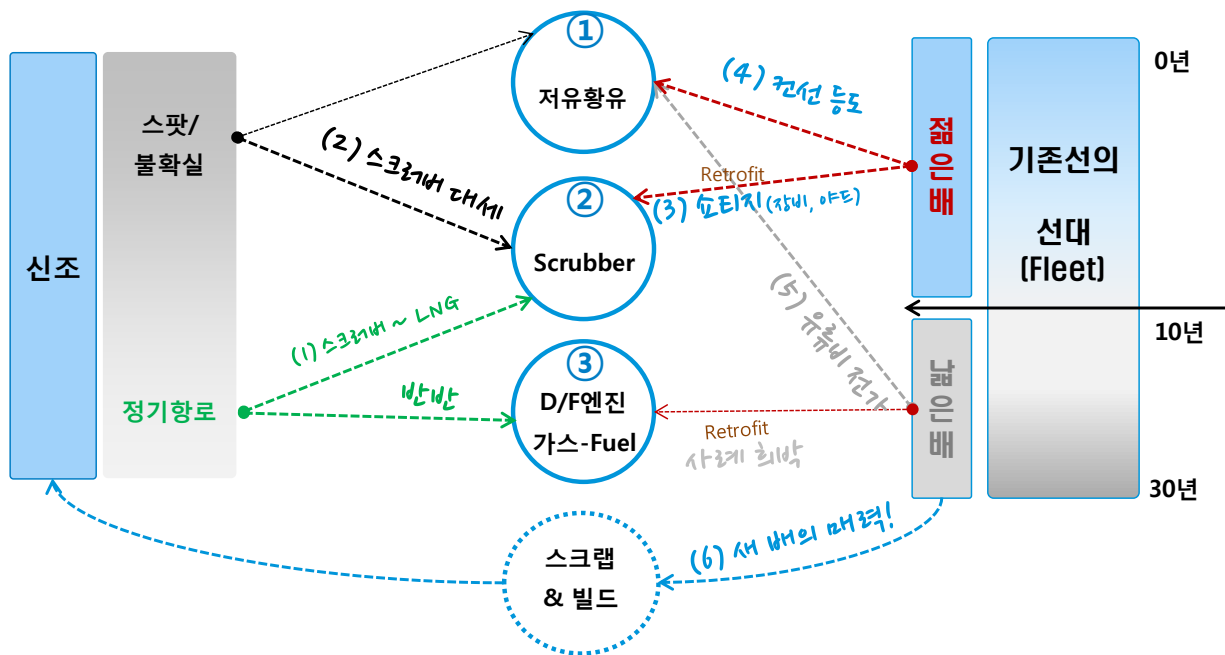 신조
스팟/
불확실
정기항로
①
저유황유
②
Scrubber
③
D/F엔진
가스-Fuel
스크랩
& 빌드
(1) 스크러버 ~ LNG
반반
(2) 스크러버 대세
Retrofit
(3) 쇼티지 (장비, 야드)
(4) 컨선 등도
(5) 유류비 전가
Retrofit
사례 희박
(6) 새 배의 매력!
젊은배
낡은배
기존선의
선대
(Fleet)
0년
10년
30년